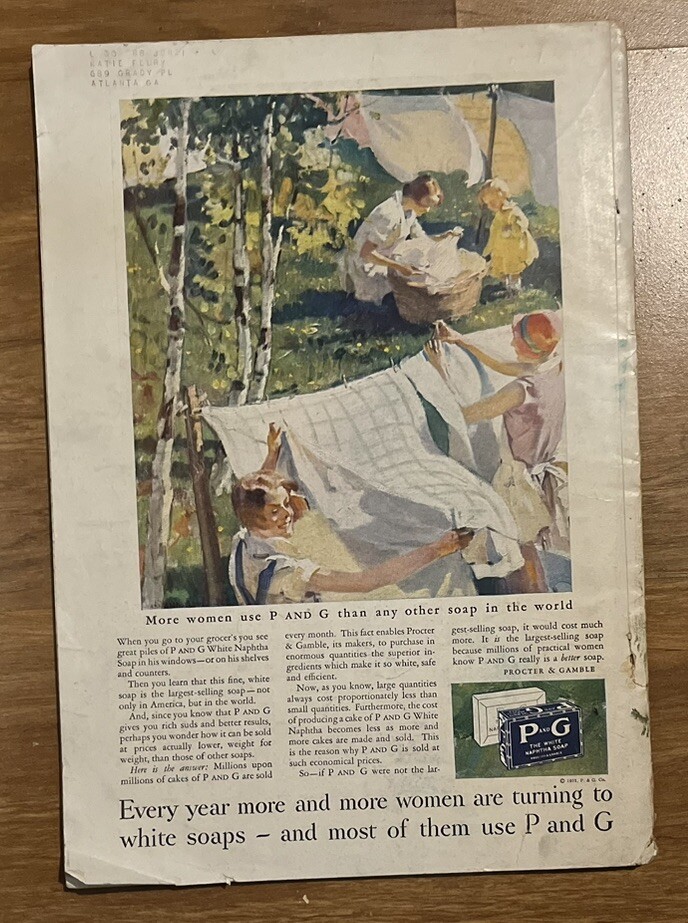 KATIE FLURY
689 GRADY PL
ATLANTA GA
More women use P AND G than any other soap in the world
When you go to your grocer's you see
great piles of P AND G White Naphtha
Soap in his windows—or on his shelves
and counters.
Then you learn that this fine, white
soap is the largest-selling soap—not
only in America, but in the world.
And, since you know that P AND G
gives you rich suds and better results,
perhaps you wonder how it can be sold
at prices actually lower, weight for
weight, than those of other soaps.
Here is the answer: Millions upon
millions of cakes of P AND G are sold
every month. This fact enables Procter
& Gamble, its makers, to purchase in
enormous quantities the superior in-
gredients which make it so white, safe
and efficient.
Now, as you know, large quantities
always cost proportionately less than
small quantities. Furthermore, the cost
of producing a cake of P AND G White
Naphtha becomes less as more and
more cakes are made and sold. This
is the reason why P AND G is sold at
such economical prices.
So—if P AND G were not the lar-
gest-selling soap, it would cost much
more. It is the largest-selling soap
because millions of practical women
know P AND G really is a better soap.
PROCTER & GAMBLE
P AND G
THE WHITE
NAPHTHA SOAP
P. & G. Co.
Every year more and more women are turning to
white soaps – and most of them use P and G